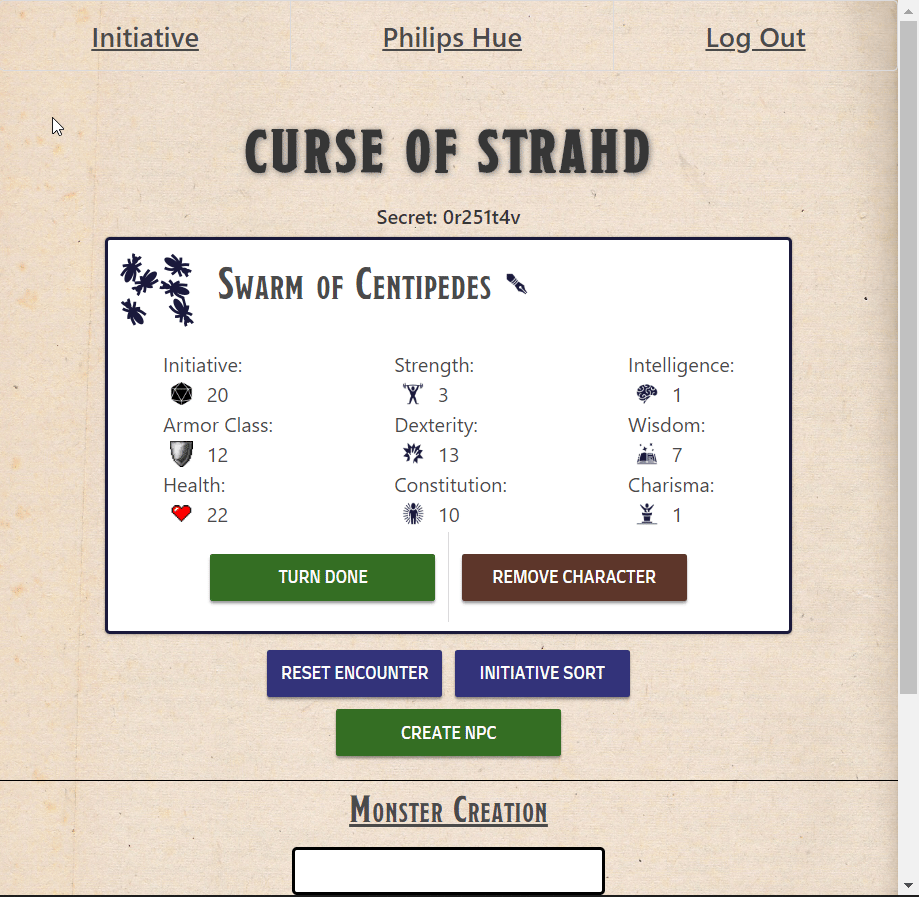 Initiative Philips Hue Log Out
CURSE OF STRAHD
Secret: 0r251t4v
Swarm of Centipedes
Initiative: Strength: Intelligence:
20 3 1
Armor Class: Dexterity: Wisdom:
12 13 7
Health: Constitution: Charisma:
22 10 1
TURN DONE REMOVE CHARACTER
RESET ENCOUNTER INITIATIVE SORT
CREATE NPC
Monster Creation